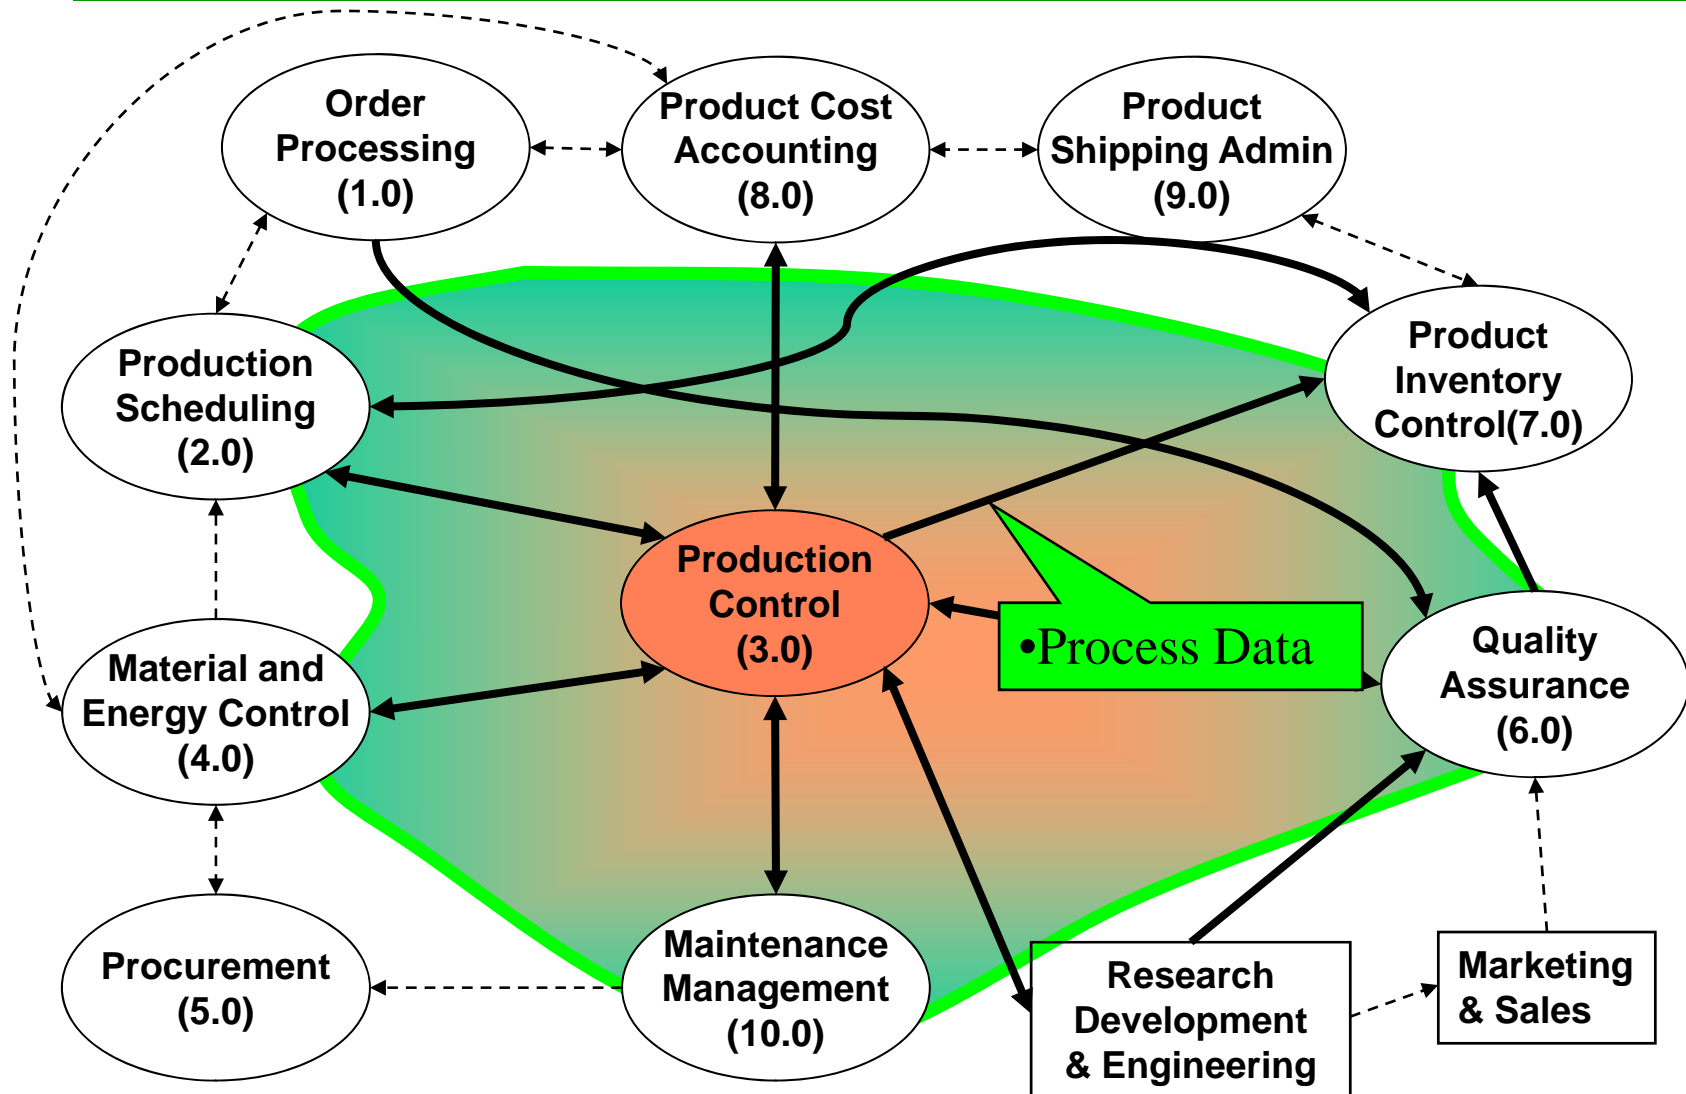 Order
Processing
(1.0)
Product Cost
Accounting
(8.0)
Product
Shipping Admin
(9.0)
Production
Scheduling
(2.0)
Product
Inventory
Control(7.0)
Production
Control
(3.0)
•Process Data
Quality
Assurance
(6.0)
Material and
Energy Control
(4.0)
Procurement
(5.0)
Maintenance
Management
(10.0)
Research
Development
& Engineering
Marketing
& Sales